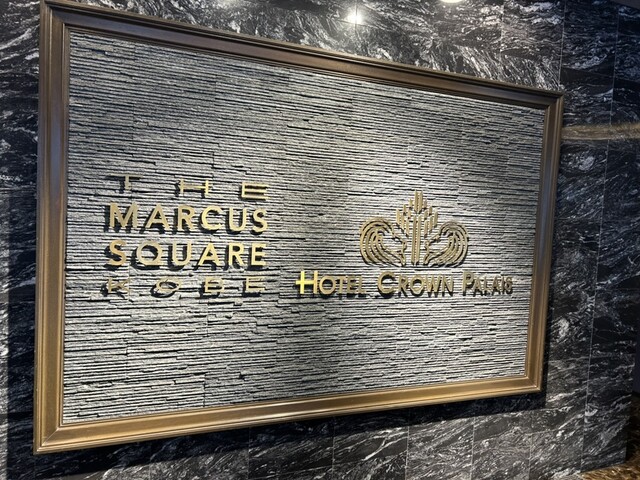 THE
MARCUS
SQUARE
KOBE
HOTEL CROWN PALAIS